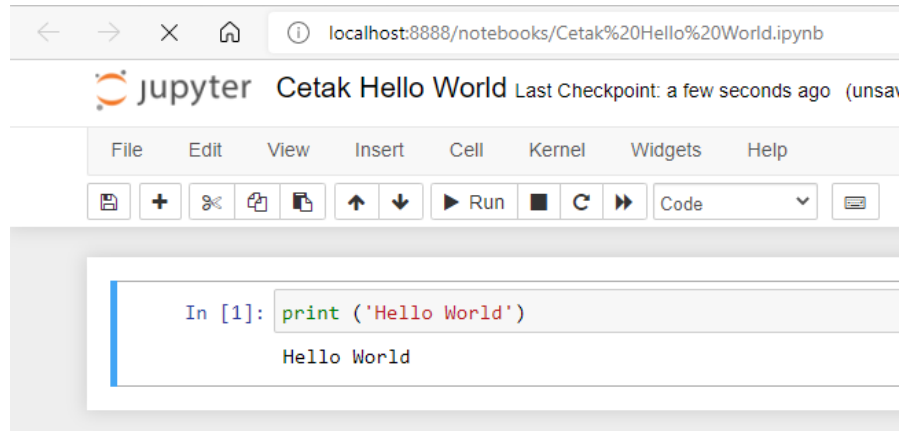 localhost:8888/notebooks/Cetak%20Hello%20World.ipynb
jupyter Cetak Hello World Last Checkpoint: a few seconds ago (unsav
File Edit View Insert Cell Kernel Widgets Help
Run Code
In [1]: print ('Hello World')
Hello World